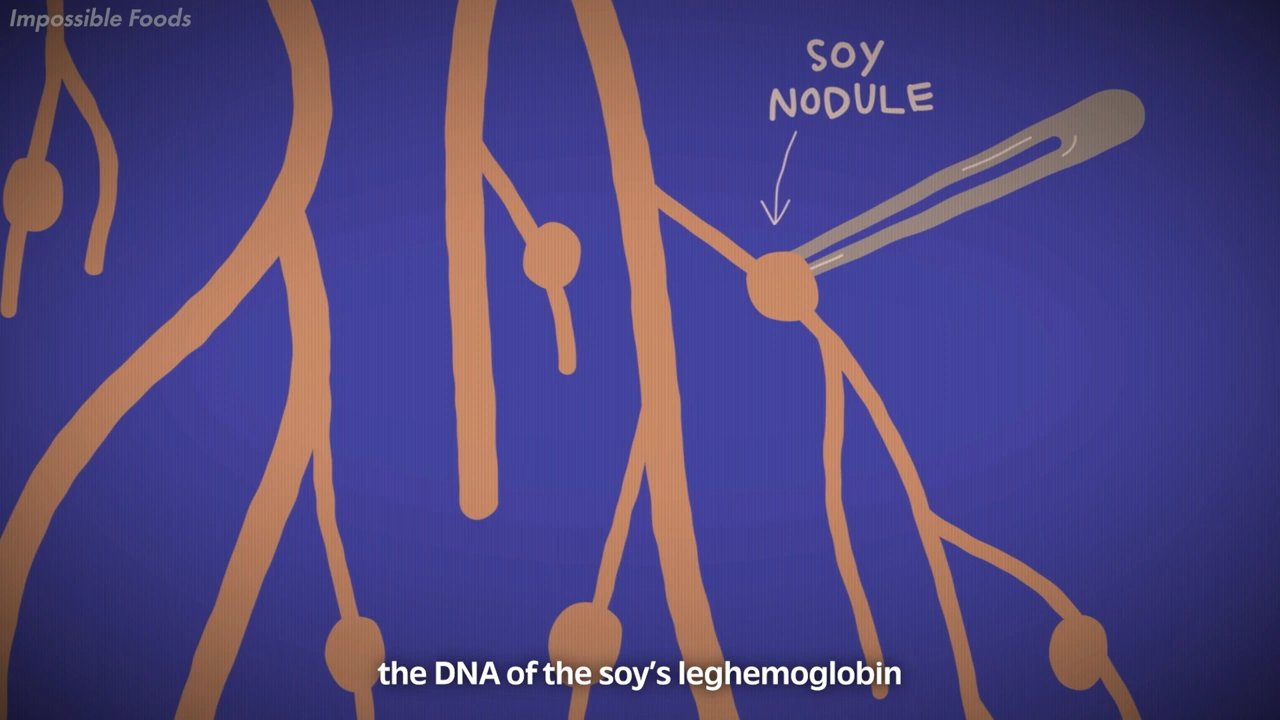 Impossible Foods
SOY
NODULE
the DNA of the soy’s leghemoglobin